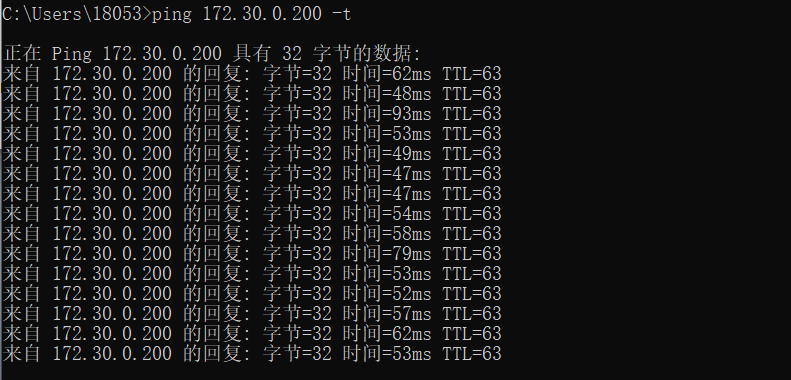 C:\Users\18053>ping 172.30.0.200 -t
正在 Ping 172.30.0.200 具有 32 字节的数据:
来自 172.30.0.200 的回复: 字节=32 时间=62ms TTL=63
来自 172.30.0.200 的回复: 字节=32 时间=48ms TTL=63
来自 172.30.0.200 的回复: 字节=32 时间=93ms TTL=63
来自 172.30.0.200 的回复: 字节=32 时间=53ms TTL=63
来自 172.30.0.200 的回复: 字节=32 时间=49ms TTL=63
来自 172.30.0.200 的回复: 字节=32 时间=47ms TTL=63
来自 172.30.0.200 的回复: 字节=32 时间=47ms TTL=63
来自 172.30.0.200 的回复: 字节=32 时间=54ms TTL=63
来自 172.30.0.200 的回复: 字节=32 时间=58ms TTL=63
来自 172.30.0.200 的回复: 字节=32 时间=79ms TTL=63
来自 172.30.0.200 的回复: 字节=32 时间=53ms TTL=63
来自 172.30.0.200 的回复: 字节=32 时间=52ms TTL=63
来自 172.30.0.200 的回复: 字节=32 时间=57ms TTL=63
来自 172.30.0.200 的回复: 字节=32 时间=62ms TTL=63
来自 172.30.0.200 的回复: 字节=32 时间=53ms TTL=63